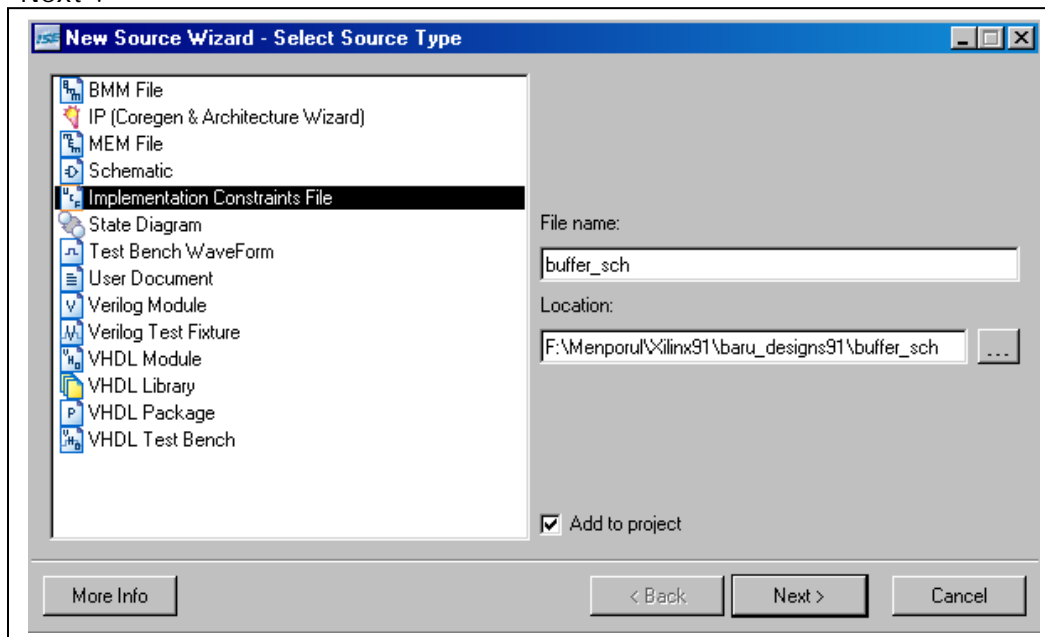 New Source Wizard - Select Source Type
BMM File
IP (Coregen & Architecture Wizard)
MEM File
Schematic
Implementation Constraints File
State Diagram
Test Bench WaveForm
User Document
Verilog Module
Verilog Test Fixture
VHDL Module
VHDL Library
VHDL Package
VHDL Test Bench
File name:
buffer_sch
Location:
F:\Menporul\Xilinx91\baru_designs91\buffer_sch
...
Add to project
More Info
< Back
Next >
Cancel